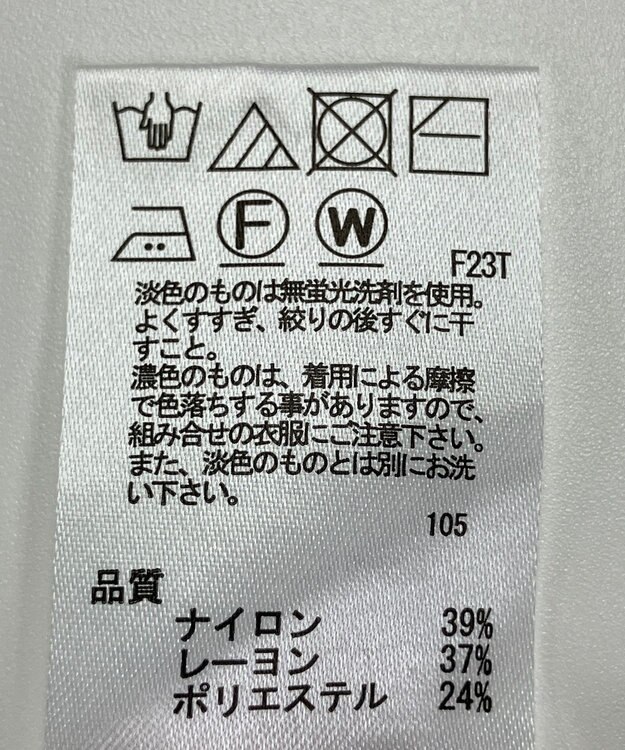 F W
F23T
淡色のものは無蛍光洗剤を使用。
よくすすぎ、絞りの後すぐに干
すこと。
濃色のものは、着用による摩擦
で色落ちする事がありますので、
組み合せの衣服にご注意下さい。
また、淡色のものとは別にお洗
い下さい。
105
品質
ナイロン 39%
レーヨン 37%
ポリエステル 24%